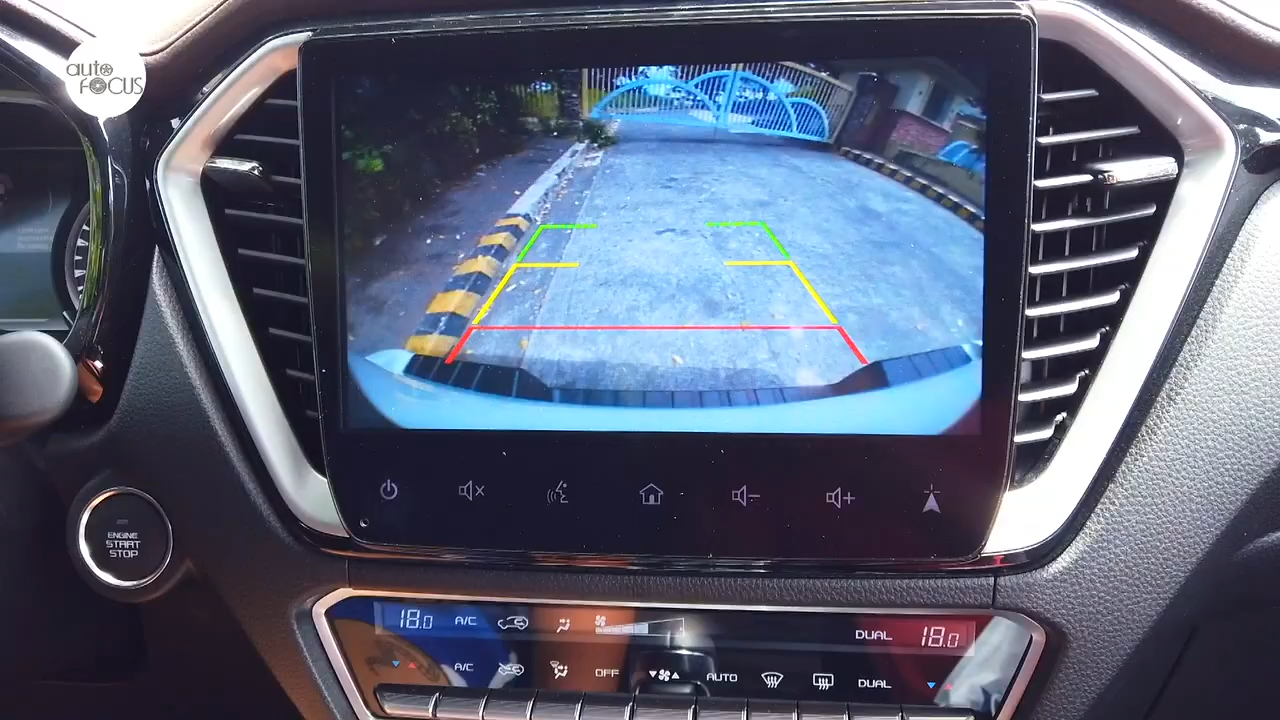 auto
FOCUS
ENGINE
START
STOP
18.0 A/C DUAL 18.0
A/C OFF AUTO DUAL